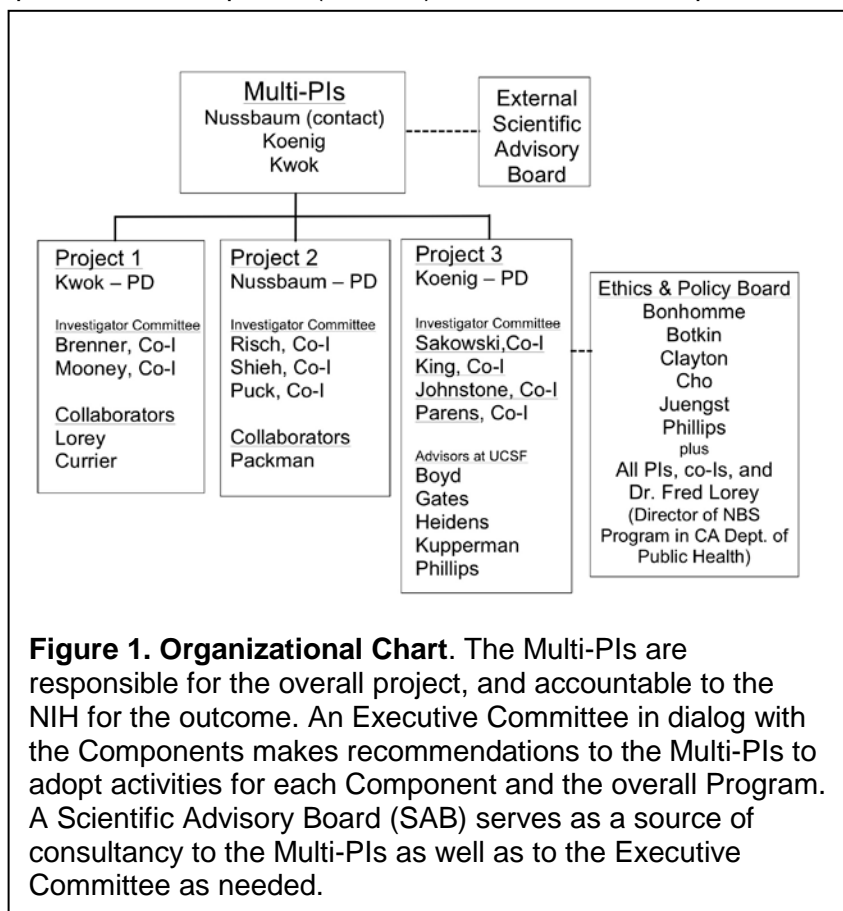 Multi-PIs
Nussbaum (contact)
Koenig
Kwok
External
Scientific
Advisory
Board
Project 1
Kwok – PD
Investigator Committee
Brenner, Co-I
Mooney, Co-I
Collaborators
Lorey
Currier
Project 2
Nussbaum – PD
Investigator Committee
Risch, Co-I
Shieh, Co-I
Puck, Co-I
Collaborators
Packman
Project 3
Koenig – PD
Investigator Committee
Sakowski,Co-I
King, Co-I
Johnstone, Co-I
Parens, Co-I
Advisors at UCSF
Boyd
Gates
Heidens
Kupperman
Phillips
Ethics & Policy Board
Bonhomme
Botkin
Clayton
Cho
Juengst
Phillips
plus
All PIs, co-Is, and
Dr. Fred Lorey
(Director of NBS
Program in CA Dept. of
Public Health)
Figure 1. Organizational Chart. The Multi-PIs are
responsible for the overall project, and accountable to the
NIH for the outcome. An Executive Committee in dialog with
the Components makes recommendations to the Multi-PIs to
adopt activities for each Component and the overall Program.
A Scientific Advisory Board (SAB) serves as a source of
consultancy to the Multi-PIs as well as to the Executive
Committee as needed.